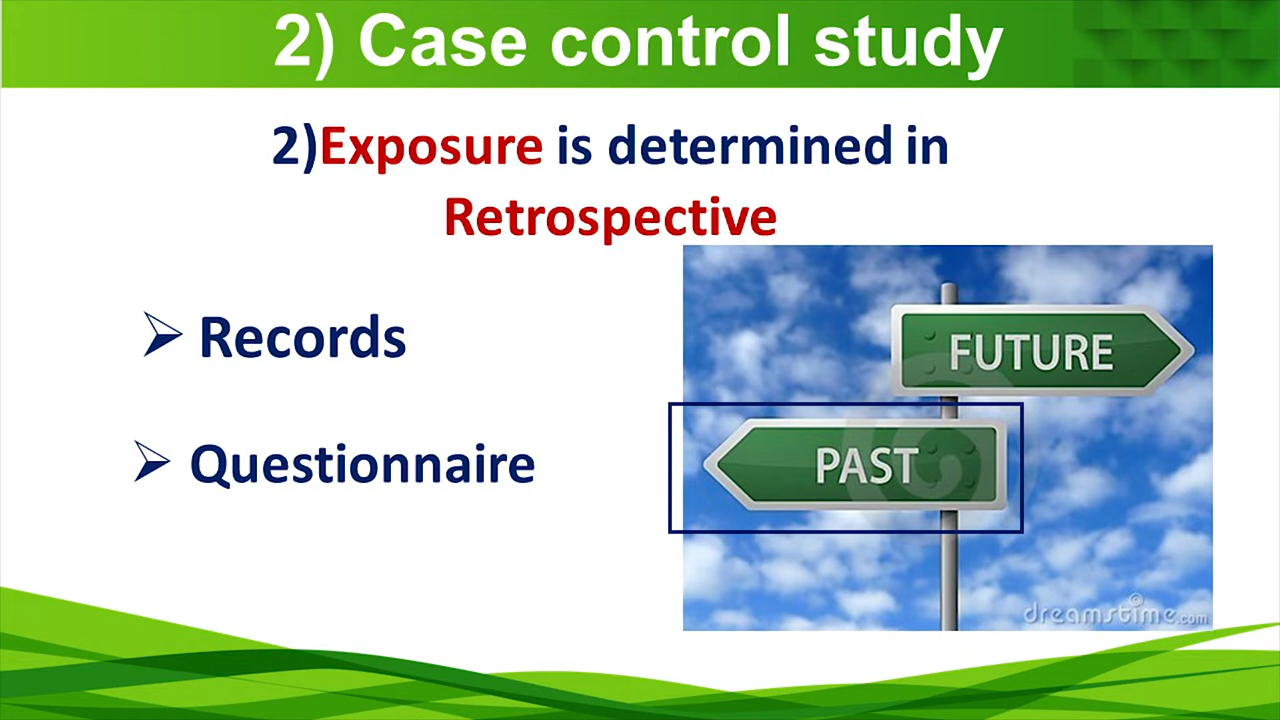 2) Case control study
2)Exposure is determined in
Retrospective
Records
Questionnaire
FUTURE
PAST
dreamstime.com